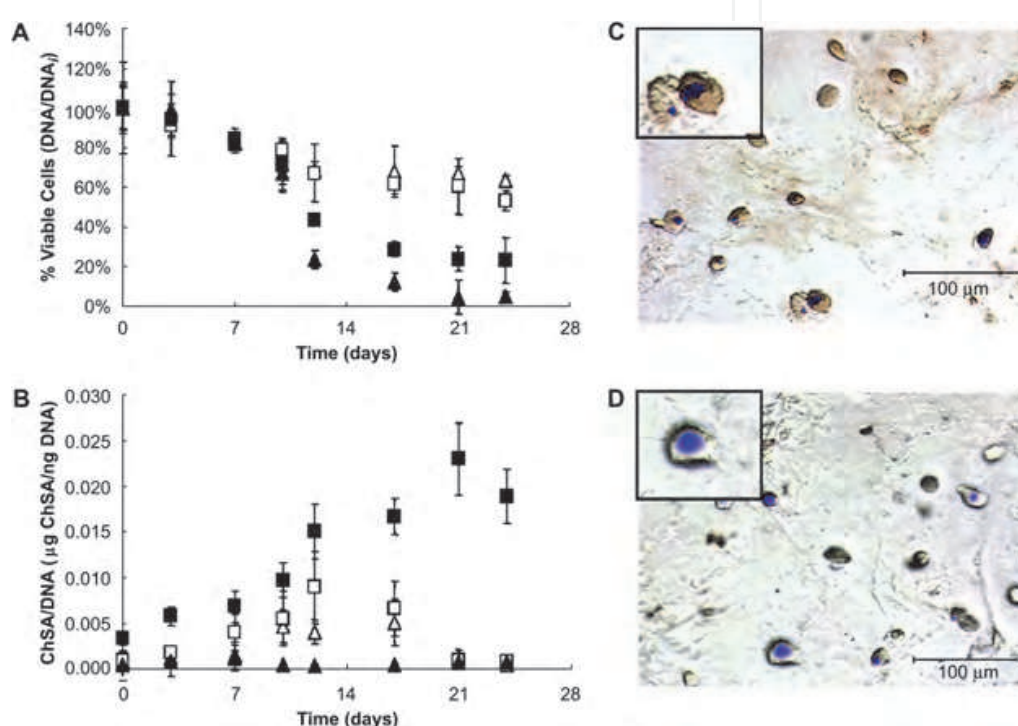 A
% Viable Cells (DNA/DNAi)
140%
120%
100%
80%
60%
40%
20%
0%
0
7
14
21
28
Time (days)
B
ChSA/DNA (µg ChSA/ng DNA)
0.030
0.025
0.020
0.015
0.010
0.005
0.000
0
7
14
21
28
Time (days)
C
100 µm
D
100 µm